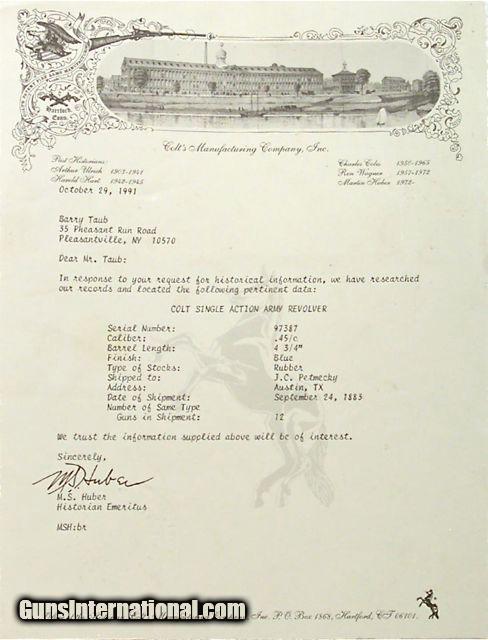 Hartford
Conn.
Colt's Manufacturing Company, Inc.
Past Historians:
Arthur Ulrich 1903-1941
Harold Hart 1942-1945
Charles Coles 1950-1965
Ron Wagner 1957-1972
Martin Huber 1972-
October 29, 1991
Barry Taub
35 Pheasant Run Road
Pleasantville, NY 10570
Dear Mr. Taub:
In response to your request for historical information, we have researched
our records and located the following pertinent data:
COLT SINGLE ACTION ARMY REVOLVER
Serial Number: 97387
Caliber: .45/c
Barrel Length: 4 3/4"
Finish: Blue
Type of Stocks: Rubber
Shipped to: J.C. Petmecky
Address: Austin, TX
Date of Shipment: September 24, 1883
Number of Same Type
Guns in Shipment: 12
We trust the information supplied above will be of interest.
Sincerely,
M.S. Huber
M.S. Huber
Historian Emeritus
MSH:br
Inc. P.O. Box 1868, Hartford, CT 06101.
GunsInternational.com